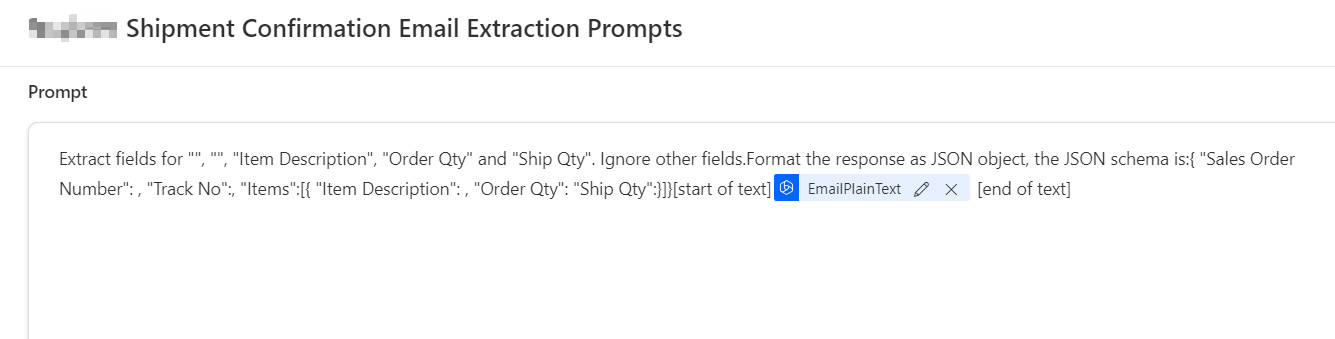 Shipment Confirmation Email Extraction Prompts
Prompt
Extract fields for "", "", "Item Description", "Order Qty" and "Ship Qty". Ignore other fields.Format the response as JSON object, the JSON schema is:{ "Sales Order
Number": , "Track No":, "Items":[{ "Item Description": , "Order Qty": "Ship Qty":}]}[start of text] EmailPlainText [end of text]